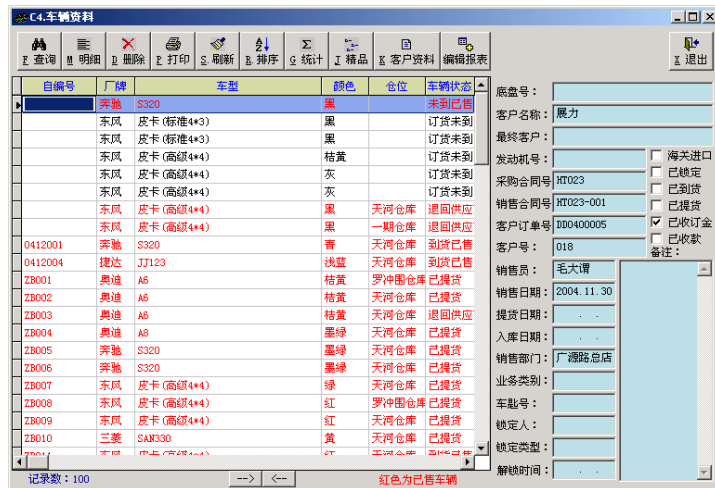 C4.车辆资料
F 查询 M 明细 D 删除 P 打印 S.刷新 B.排序 G 统计 J 精品 K 客户资料 编辑报表 X 退出
自编号 厂牌 车型 颜色 仓位 车辆状态
奔驰 S320 黑 未到已售
东风 皮卡(标准4*3) 黑 订货未到
东风 皮卡(标准4*3) 黑 订货未到
东风 皮卡(高级4*4) 桔黄 订货未到
东风 皮卡(高级4*4) 灰 订货未到
东风 皮卡(高级4*4) 灰 订货未到
东风 皮卡(高级4*4) 黑 天河仓库 退回供应
东风 皮卡(高级4*4) 黑 一期仓库 退回供应
0412001 奔驰 S320 青 天河仓库 到货已售
0412004 捷达 JJ123 浅蓝 天河仓库 到货已售
ZB001 奥迪 A6 桔黄 罗冲围仓库 已提货
ZB002 奥迪 A6 桔黄 天河仓库 已提货
ZB003 奥迪 A6 桔黄 天河仓库 退回供应
ZB004 奥迪 A8 墨绿 天河仓库 已提货
ZB005 奔驰 S320 墨绿 天河仓库 已提货
ZB006 奔驰 S320 墨绿 天河仓库 已提货
ZB007 东风 皮卡(高级4*4) 绿 天河仓库 已提货
ZB008 东风 皮卡(高级4*4) 红 罗冲围仓库 已提货
ZB009 东风 皮卡(高级4*4) 红 天河仓库 已提货
ZB010 三菱 SAN330 黄 天河仓库 已提货
记录数：100 --> <-- 红色为已售车辆
底盘号：
客户名称：展力
最终客户：
发动机号：
采购合同号 HT023
销售合同号 HT023-001
客户订单号 DD0400005
客户号： 018
销售员： 毛大谓
销售日期：2004.11.30
提货日期： . .
入库日期： . .
销售部门：广源路总店
业务类别：
车匙号：
锁定人：
锁定类型：
解锁时间： . .
海关进口
已锁定
已到货
已提货
已收订金
已收款
备注：